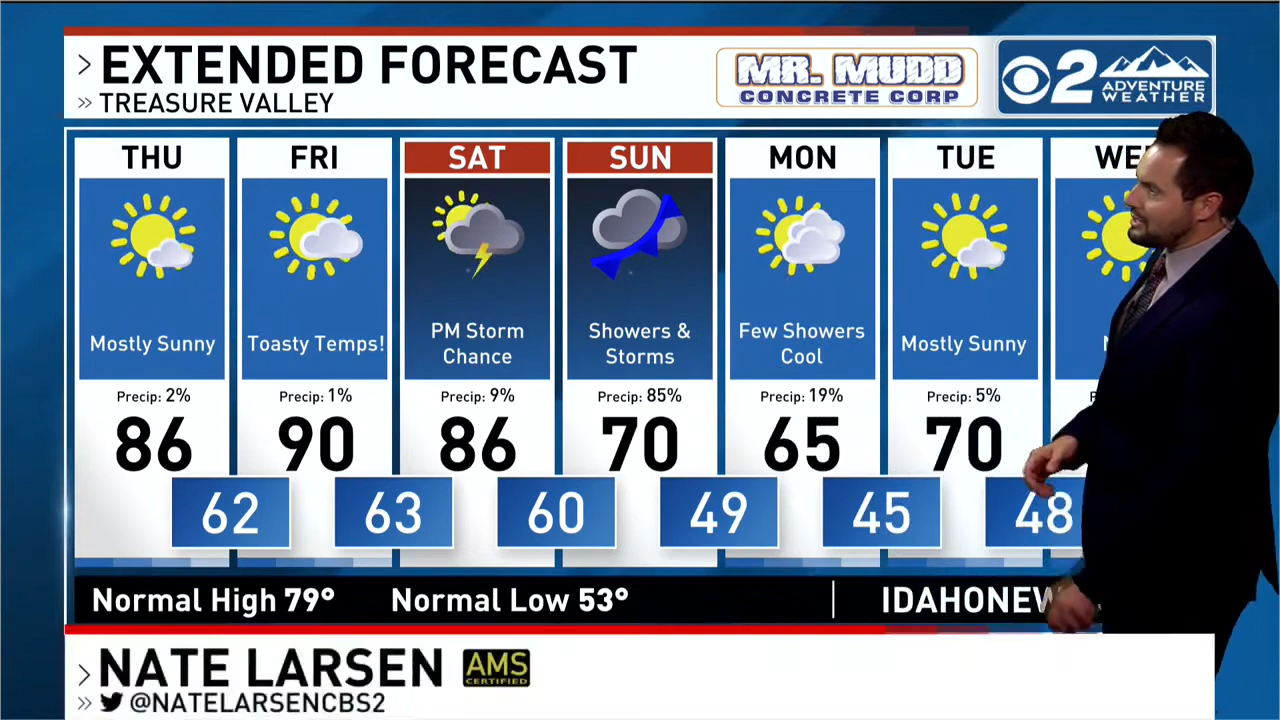 EXTENDED FORECAST
TREASURE VALLEY
MR. MUDD
CONCRETE CORP
2
ADVENTURE
WEATHER
THU
FRI
SAT
SUN
MON
TUE
Mostly Sunny
Toasty Temps!
PM Storm
Chance
Showers &
Storms
Few Showers
Cool
Mostly Sunny
Precip: 2%
Precip: 1%
Precip: 9%
Precip: 85%
Precip: 19%
Precip: 5%
86
90
86
70
65
70
62
63
60
49
45
48
Normal High 79° Normal Low 53°
NATE LARSEN AMS
CERTIFIED
@NATELARSENCBS2